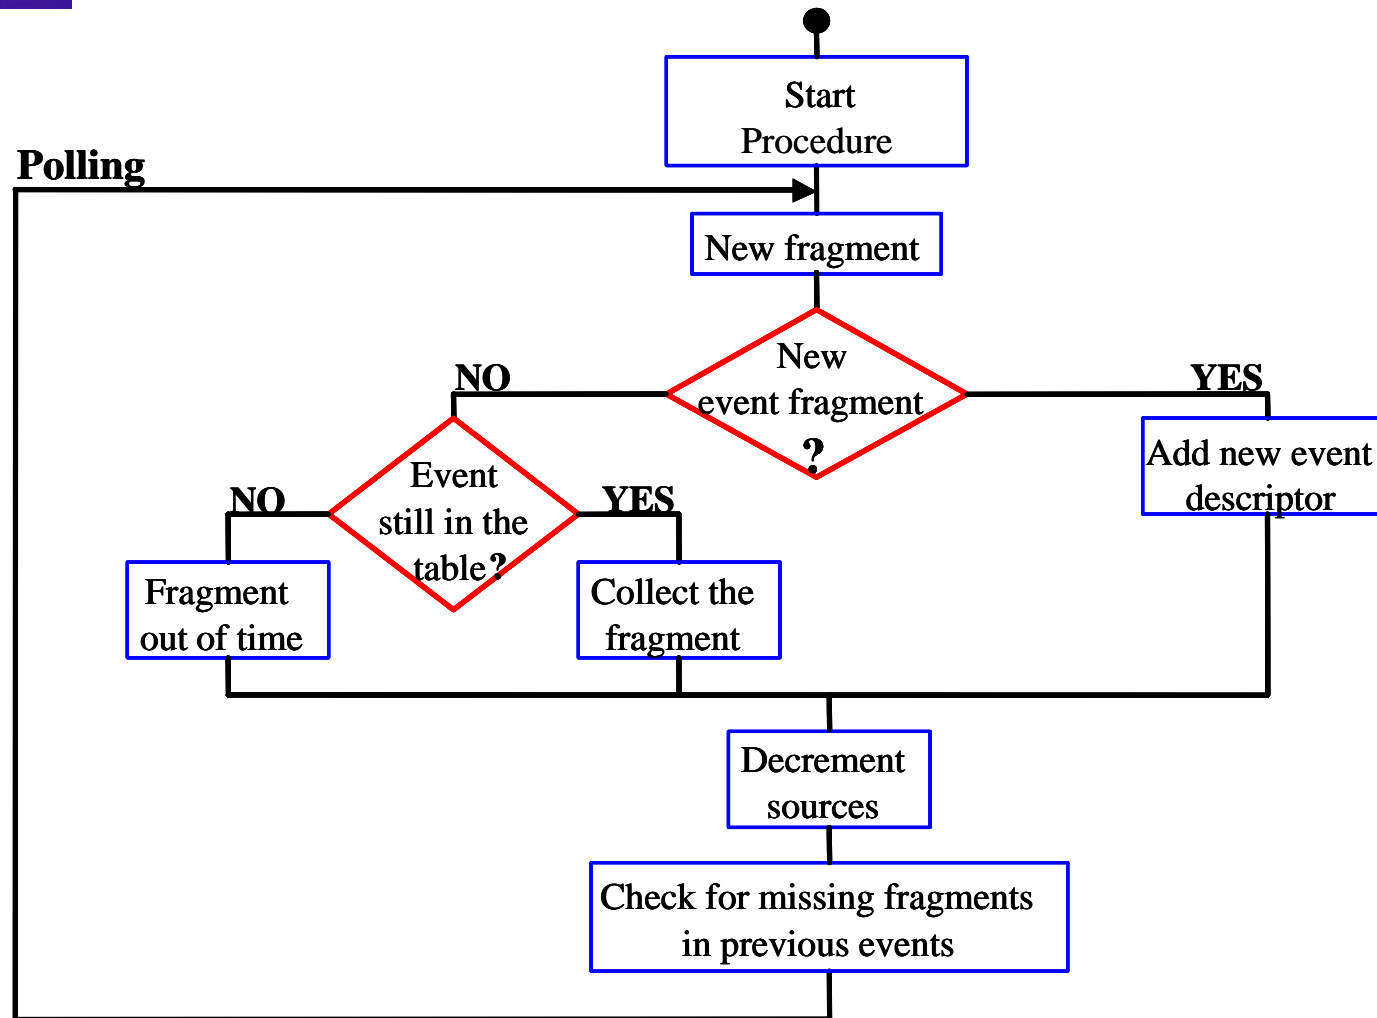 Start
Procedure
Polling
New fragment
New
event fragment
?
NO
YES
Event
still in the
table?
Add new event
descriptor
NO
YES
Fragment
out of time
Collect the
fragment
Decrement
sources
Check for missing fragments
in previous events